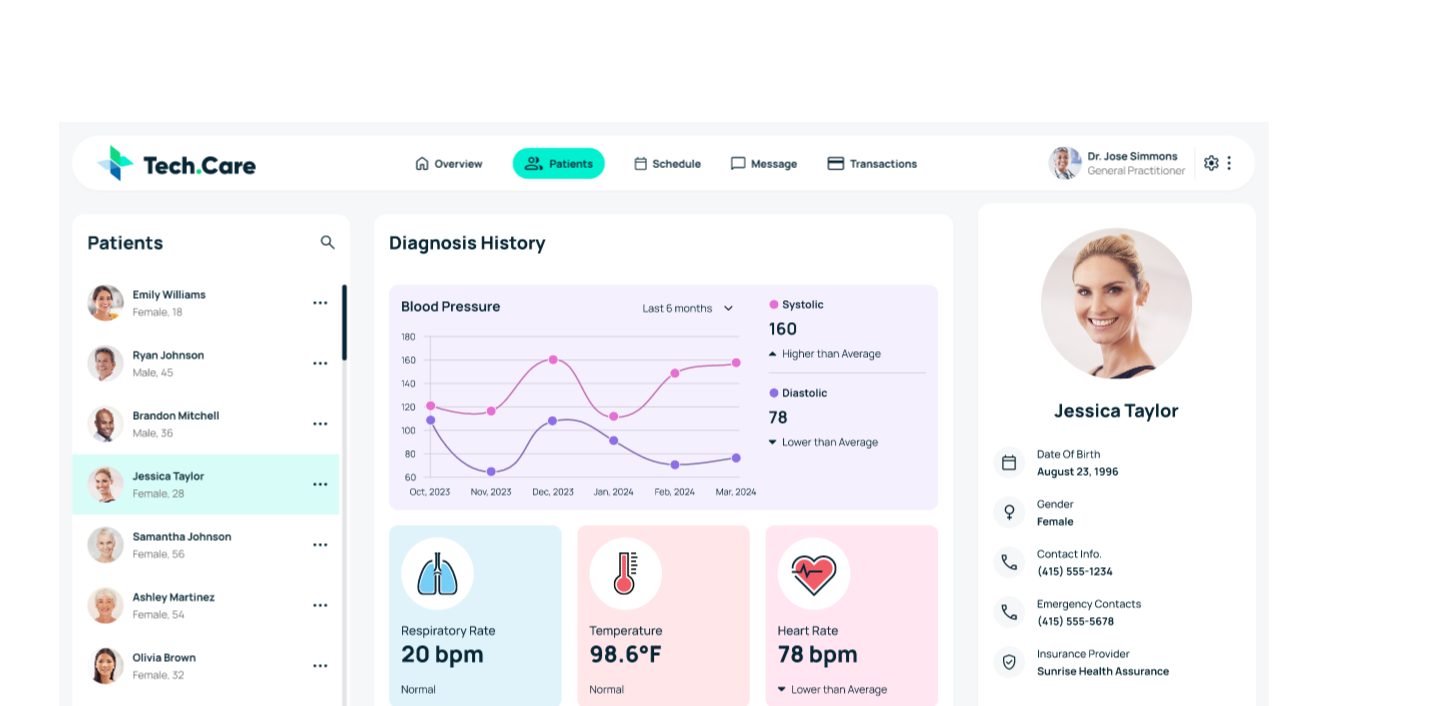 Tech.Care
Overview
Patients
Schedule
Message
Transactions
Dr. Jose Simmons
General Practitioner
Patients
Emily Williams
Female, 18
Ryan Johnson
Male, 45
Brandon Mitchell
Male, 36
Jessica Taylor
Female, 28
Samantha Johnson
Female, 56
Ashley Martinez
Female, 54
Olivia Brown
Female, 32
Diagnosis History
Blood Pressure
Last 6 months
180
160
140
120
100
80
60
Oct, 2023
Nov, 2023
Dec, 2023
Jan, 2024
Feb, 2024
Mar, 2024
Systolic
160
Higher than Average
Diastolic
78
Lower than Average
Respiratory Rate
20 bpm
Normal
Temperature
98.6°F
Normal
Heart Rate
78 bpm
Lower than Average
Jessica Taylor
Date Of Birth
August 23, 1996
Gender
Female
Contact Info.
(415) 555-1234
Emergency Contacts
(415) 555-5678
Insurance Provider
Sunrise Health Assurance